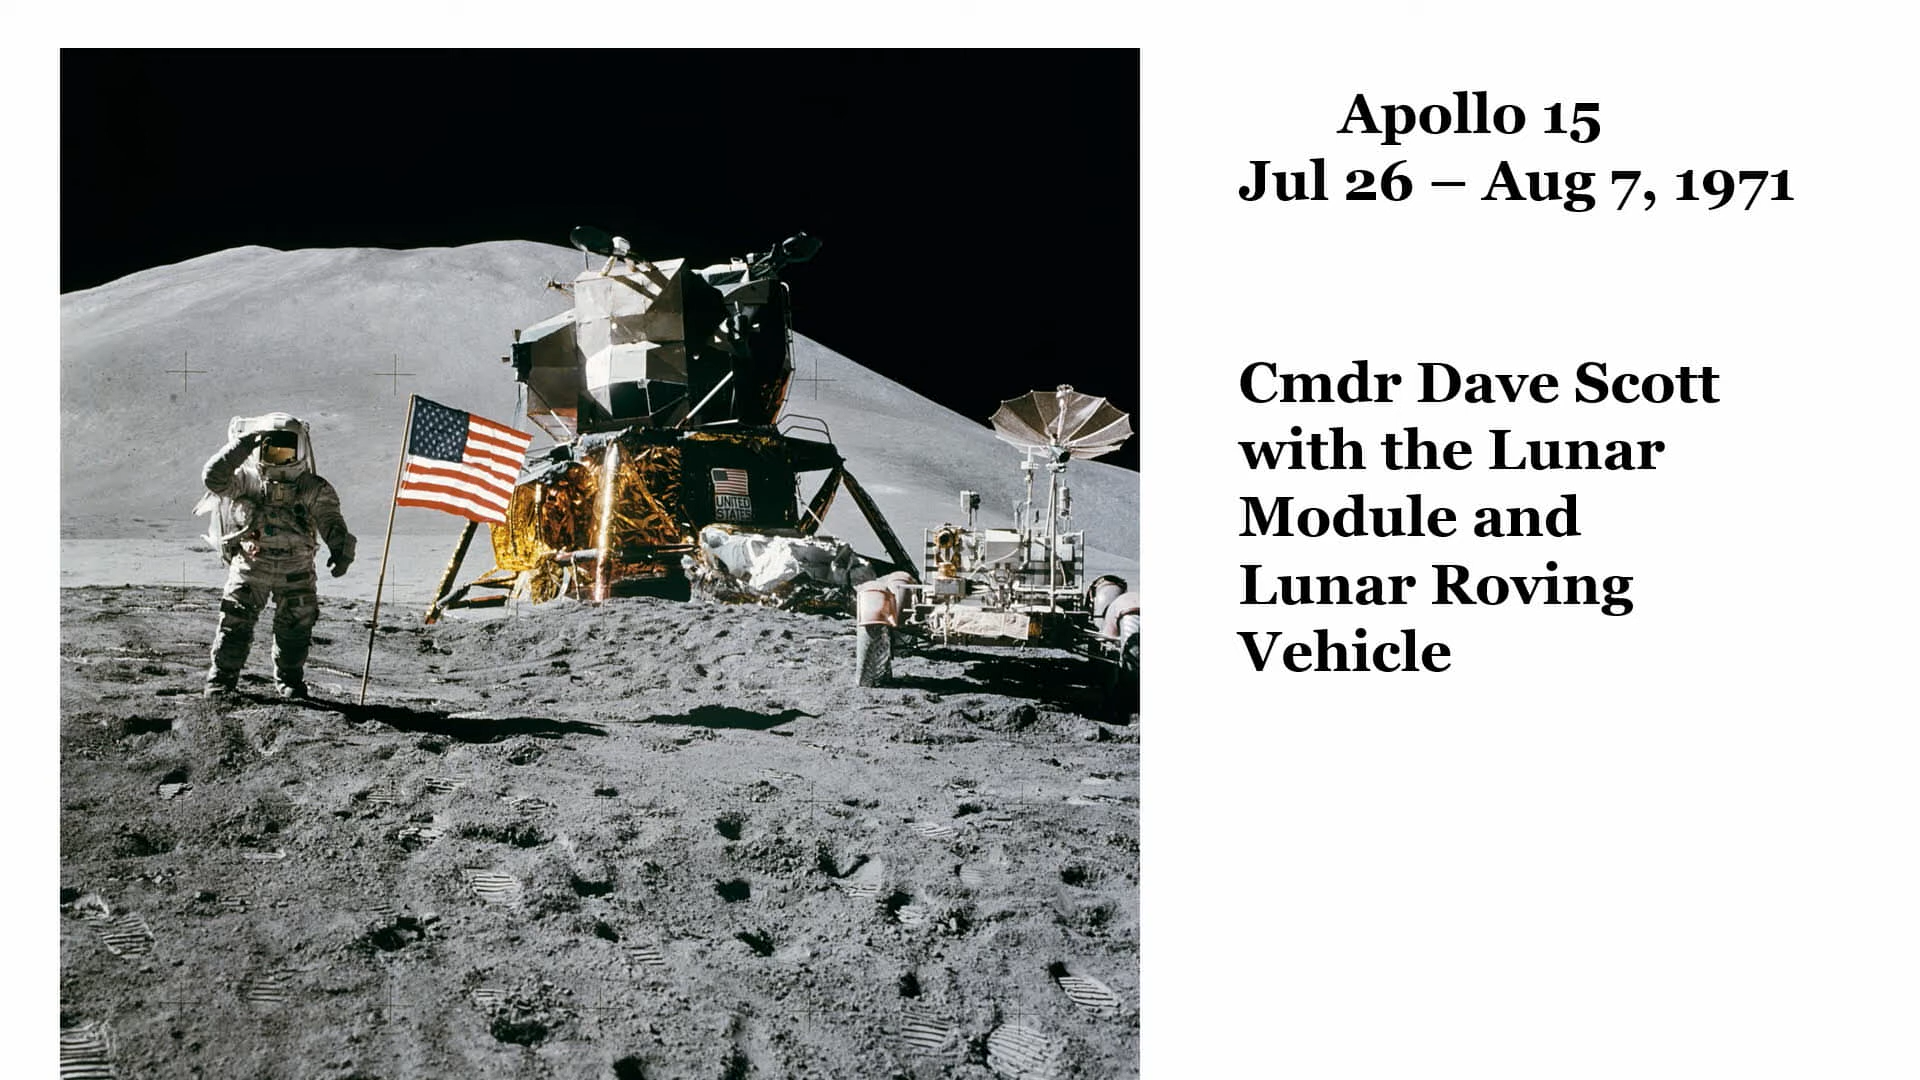 Apollo 15
Jul 26 – Aug 7, 1971
Cmdr Dave Scott
with the Lunar
Module and
Lunar Roving
Vehicle
UNITED
STATES